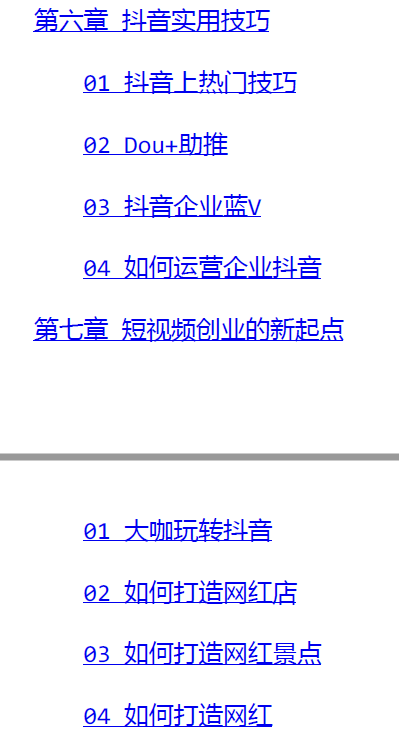 第六章 抖音实用技巧
01 抖音上热门技巧
02 Dou+助推
03 抖音企业蓝V
04 如何运营企业抖音
第七章 短视频创业的新起点
01 大咖玩转抖音
02 如何打造网红店
03 如何打造网红景点
04 如何打造网红